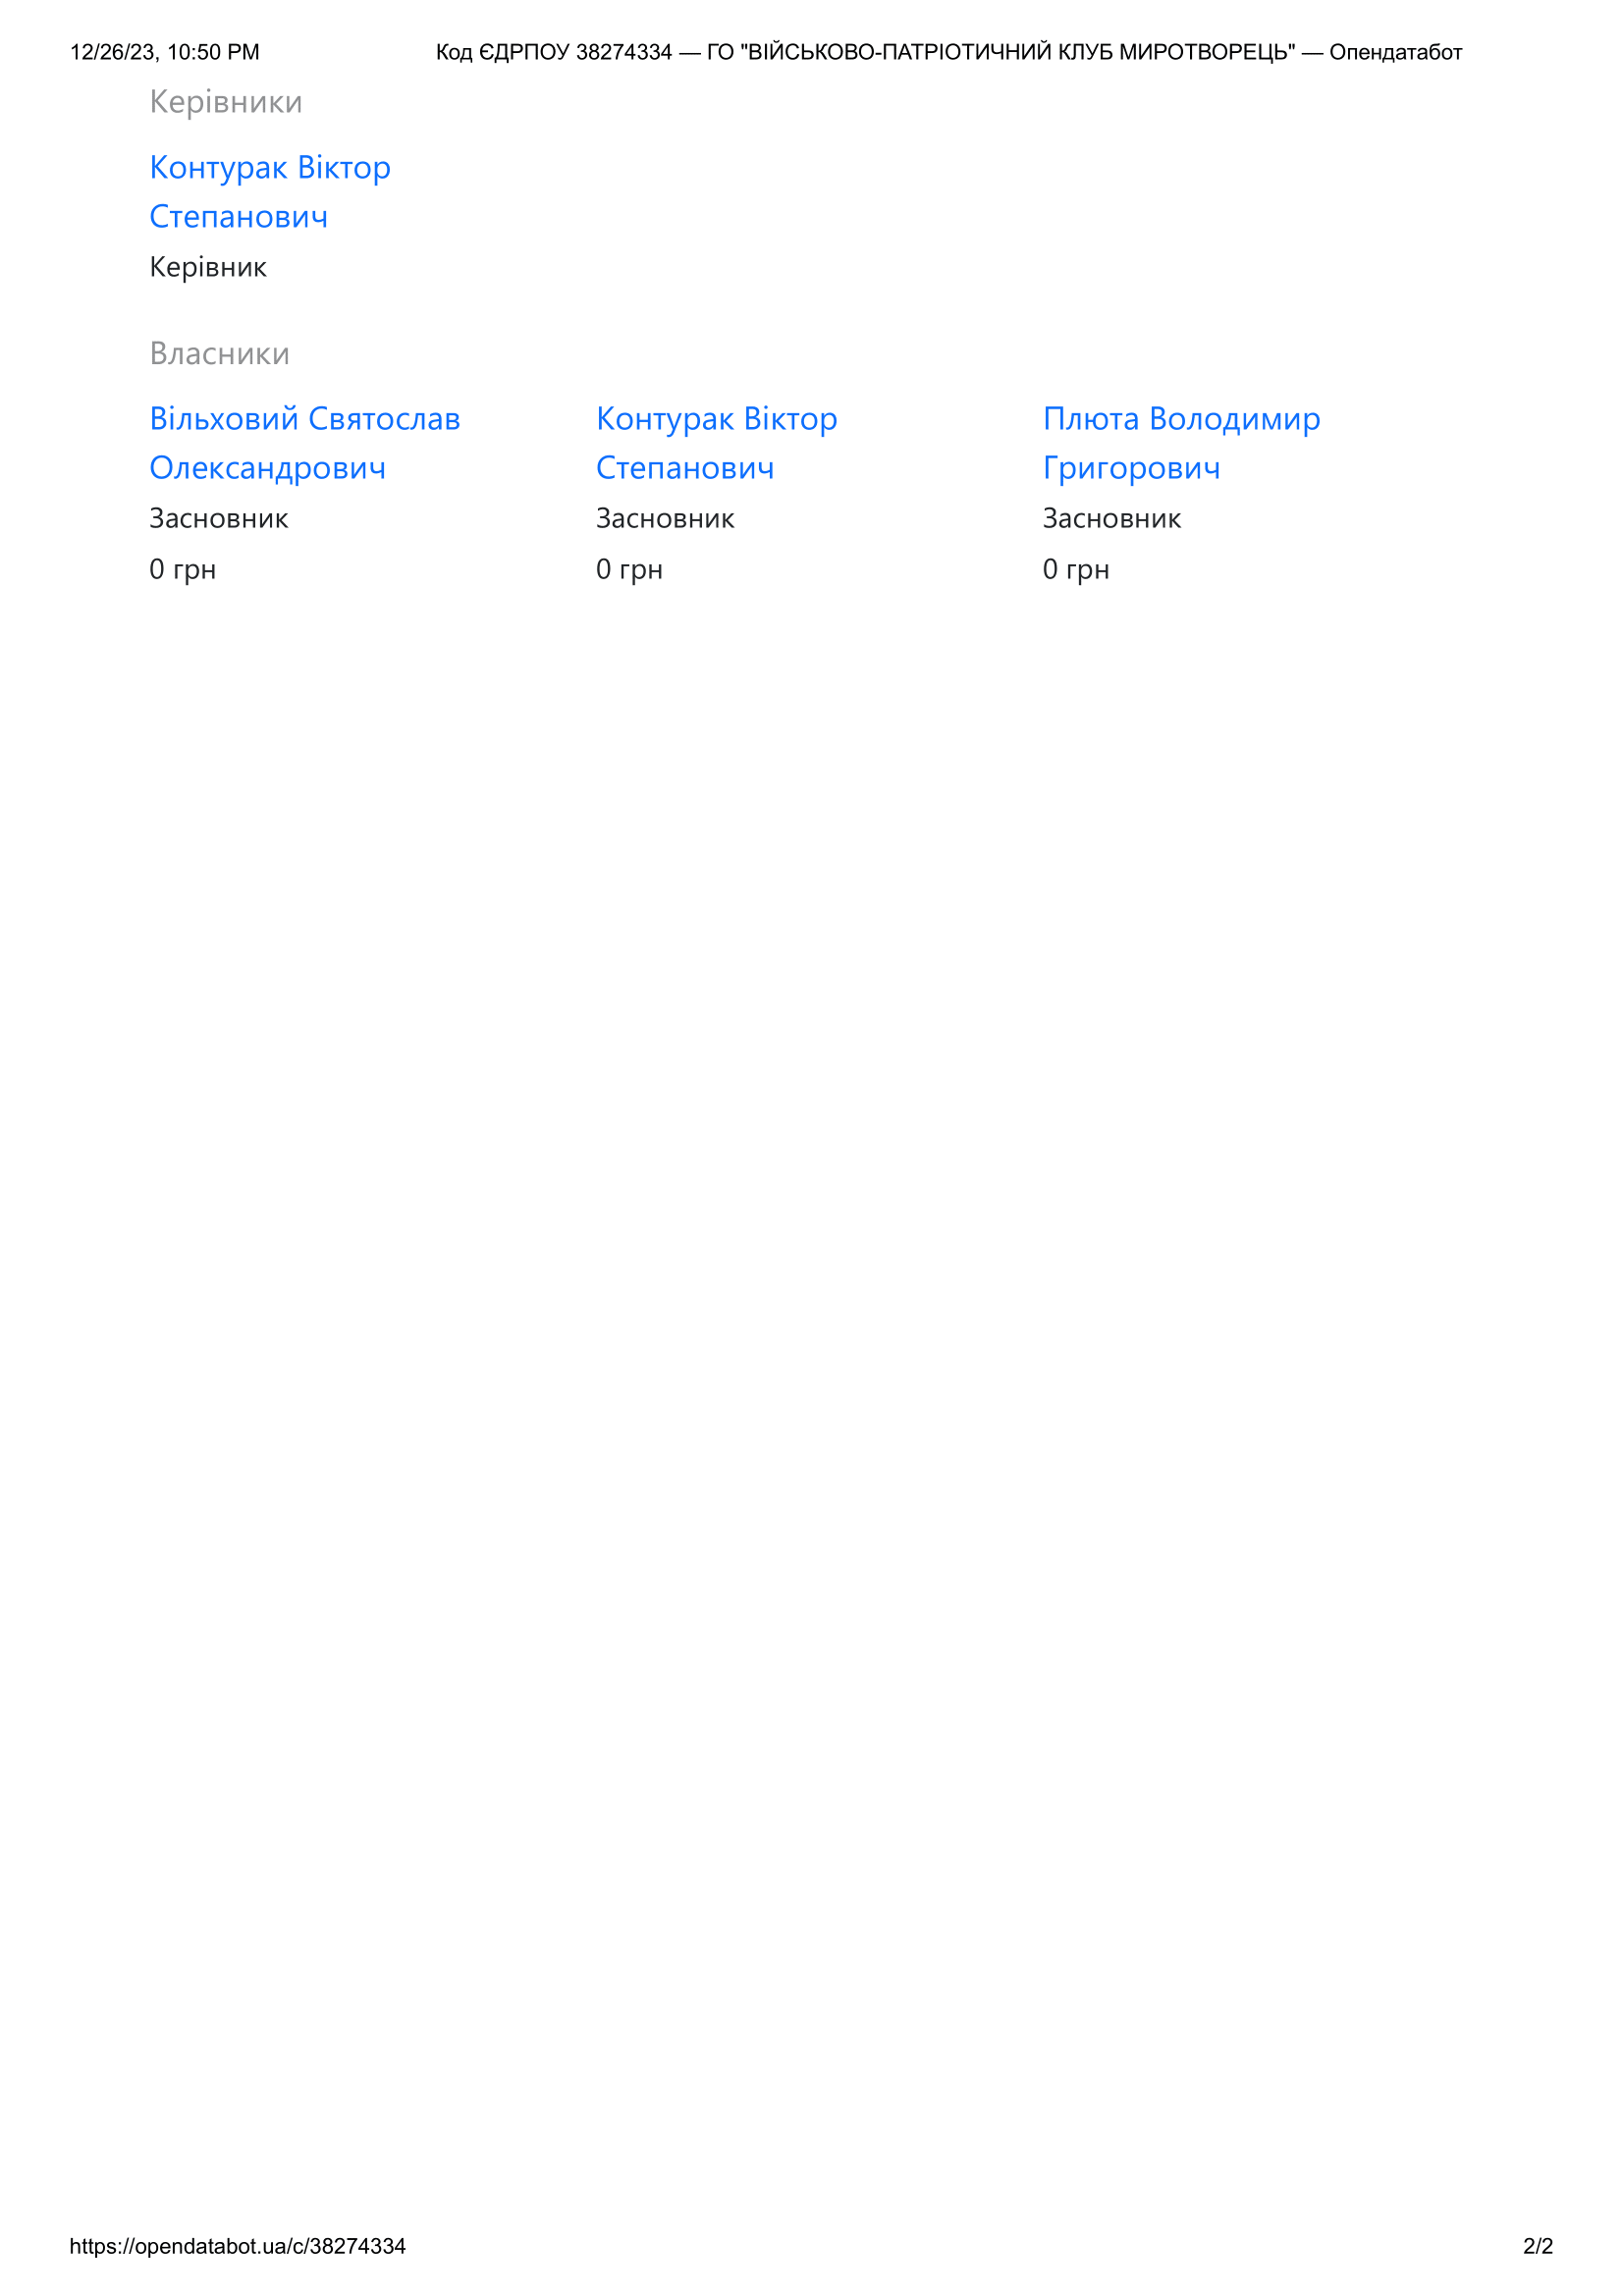 12/26/23, 10:50 PM Код ЄДРПОУ 38274334 — ГО "ВІЙСЬКОВО-ПАТРІОТИЧНИЙ КЛУБ МИРОТВОРЕЦЬ" — Опендатабот
Керівники
Контурак Віктор
Степанович
Керівник
Власники
Вільховий Святослав
Олександрович
Засновник
0 грн
Контурак Віктор
Степанович
Засновник
0 грн
Плюта Володимир
Григорович
Засновник
0 грн
https://opendatabot.ua/c/38274334 2/2